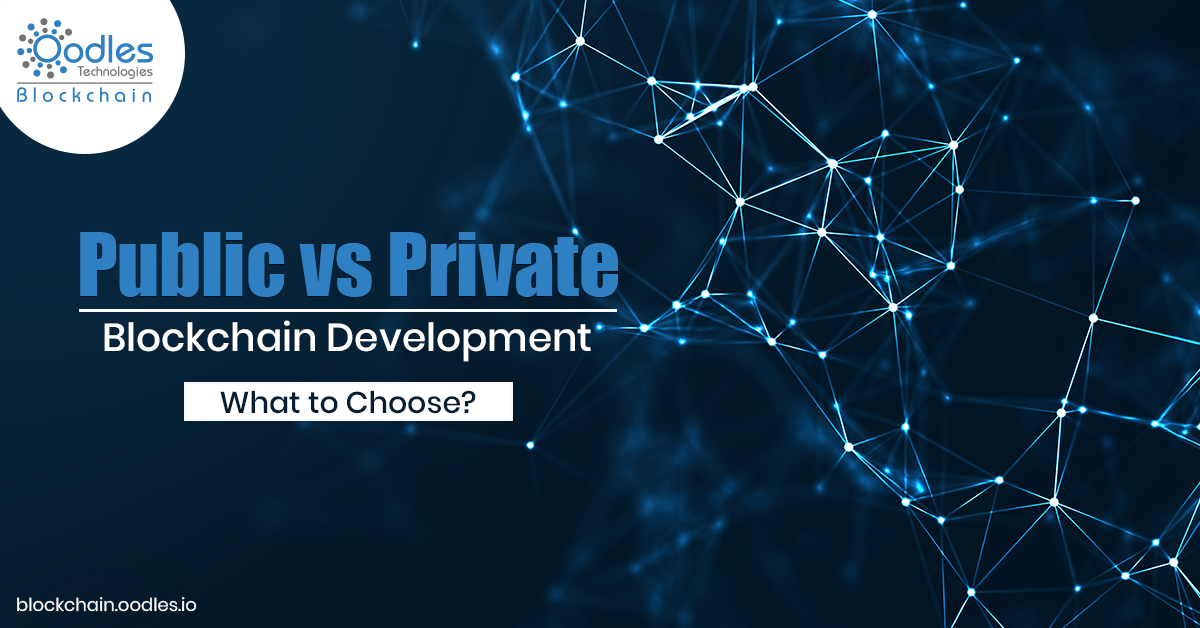 Oodles
Technologies
Blockchain
Public vs Private
Blockchain Development
What to Choose?
blockchain.oodles.io